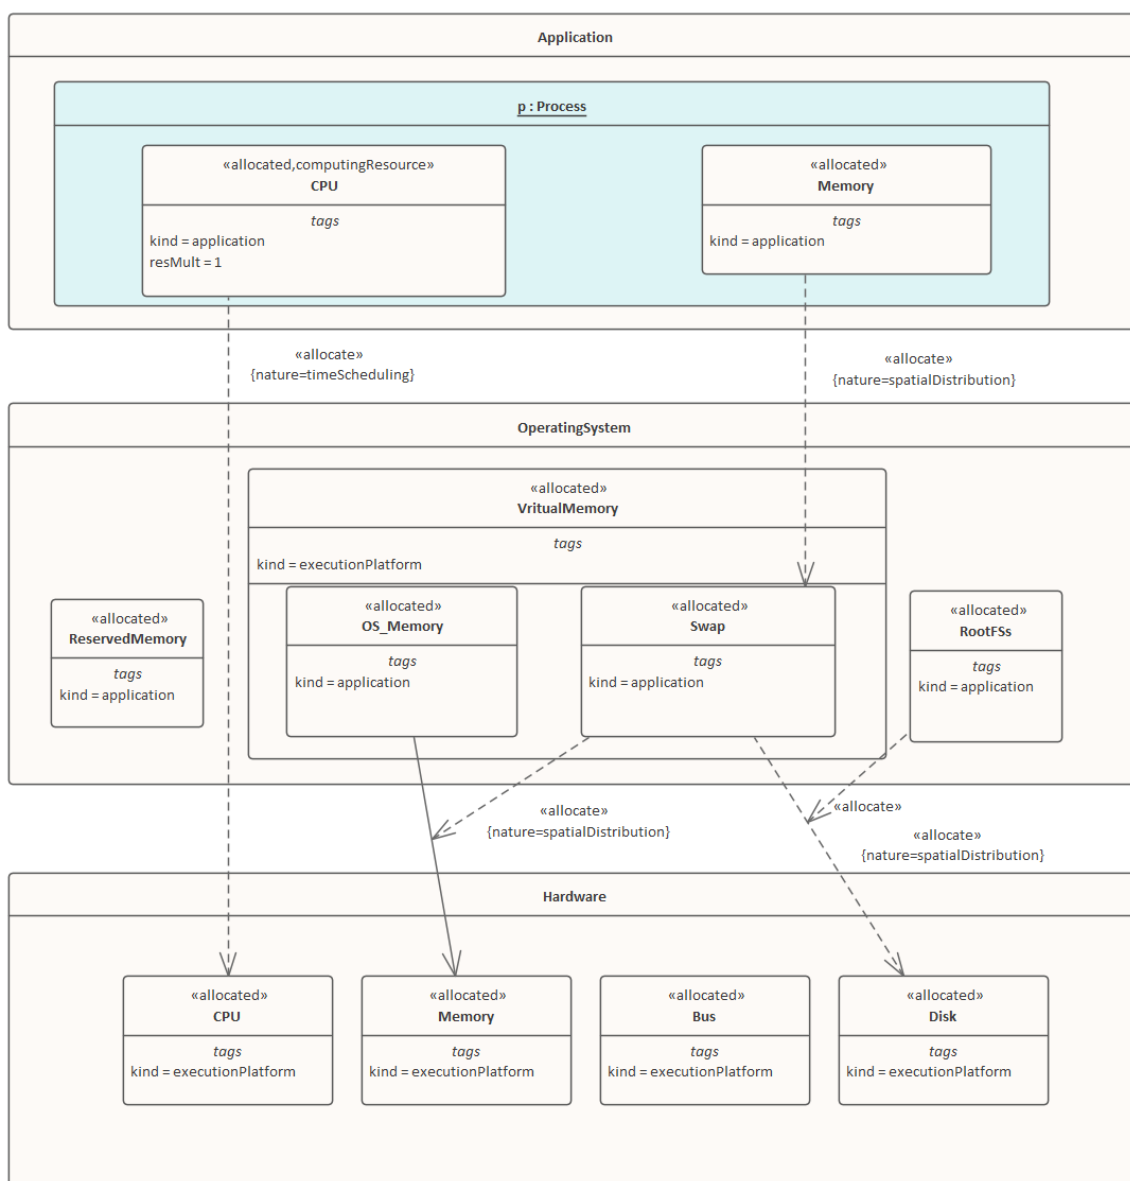 Application
p : Process
«allocated,computingResource»
CPU
tags
kind = application
resMult = 1
«allocated»
Memory
tags
kind = application
«allocate»
{nature=timeScheduling}
«allocate»
{nature=spatialDistribution}
OperatingSystem
«allocated»
VritualMemory
tags
kind = executionPlatform
«allocated»
ReservedMemory
tags
kind = application
«allocated»
OS_Memory
tags
kind = application
«allocated»
Swap
tags
kind = application
«allocated»
RootFSs
tags
kind = application
«allocate»
{nature=spatialDistribution}
«allocate»
«allocate»
{nature=spatialDistribution}
Hardware
«allocated»
CPU
tags
kind = executionPlatform
«allocated»
Memory
tags
kind = executionPlatform
«allocated»
Bus
tags
kind = executionPlatform
«allocated»
Disk
tags
kind = executionPlatform